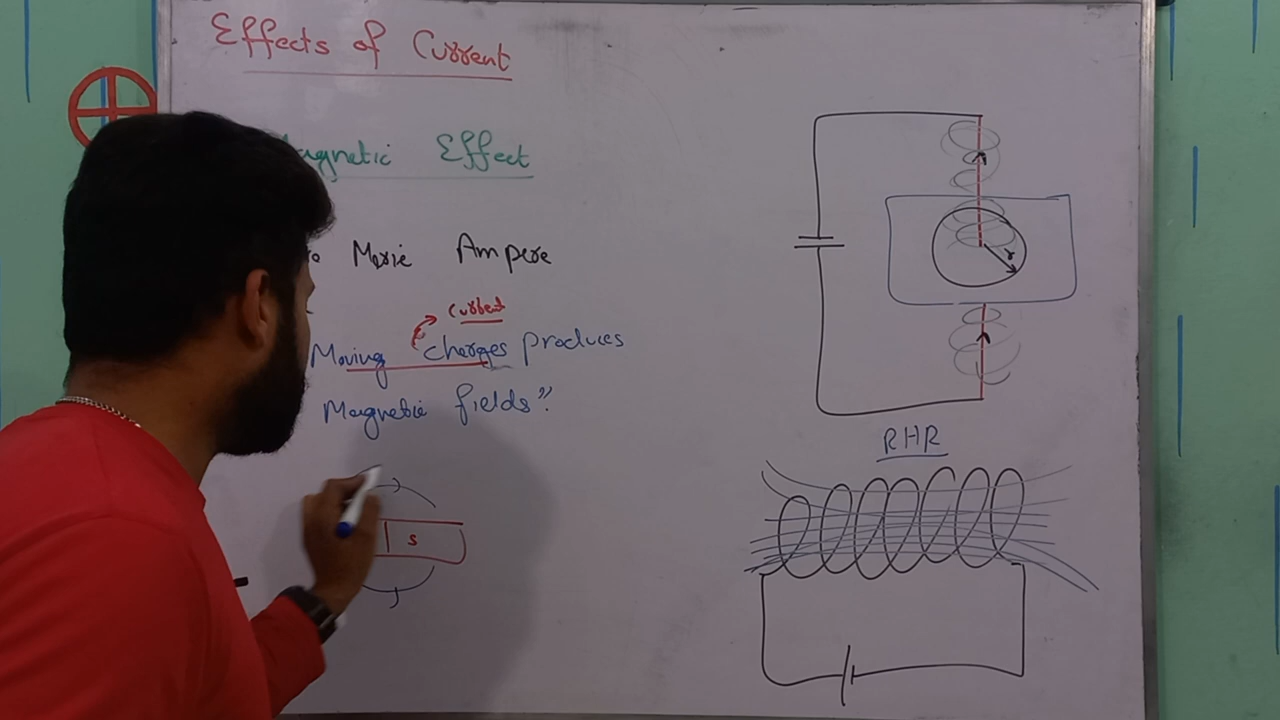 Effects of Current
Magnetic Effect
Marie Ampere
Current
Moving charges produces
Magnetic fields”.
S
r
RHR